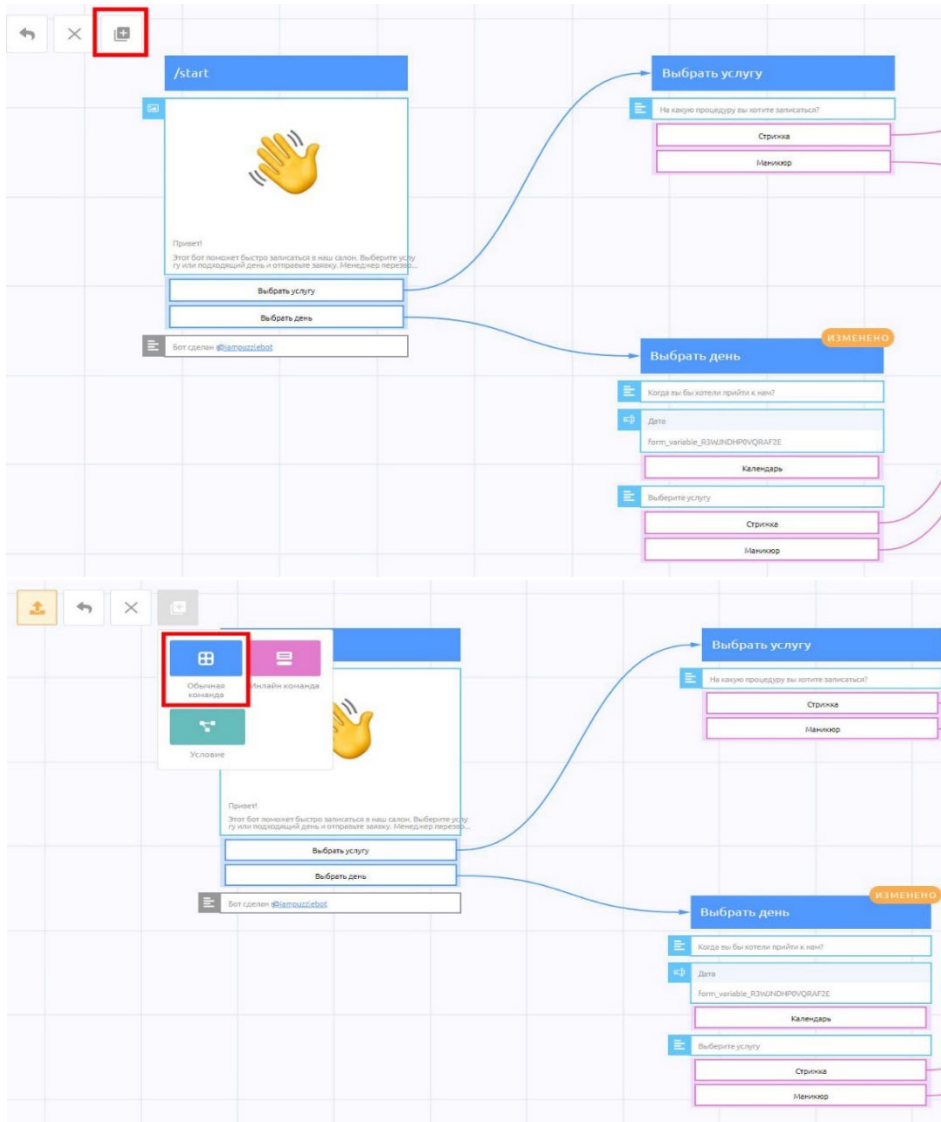 /start
Привет!
Этот бот поможет быстро записаться в наш салон. Выберите услу
гу или подходящий день и отправьте заявку. Менеджер перезво...
Выбрать услугу
Выбрать день
Бот сделан @iampuzzlebot
Выбрать услугу
На какую процедуру вы хотите записаться?
Стрижка
Маникюр
ИЗМЕНЕНО
Выбрать день
Когда вы бы хотели прийти к нам?
Дата
form_variable_R3WJNDHP0VQRAF2E
Календарь
Выберите услугу
Стрижка
Маникюр
Обычная
команда
Инлайн команда
Условие
Привет!
Этот бот поможет быстро записаться в наш салон. Выберите услу
гу или подходящий день и отправьте заявку. Менеджер перезво...
Выбрать услугу
Выбрать день
Бот сделан @iampuzzlebot
Выбрать услугу
На какую процедуру вы хотите записаться?
Стрижка
Маникюр
ИЗМЕНЕНО
Выбрать день
Когда вы бы хотели прийти к нам?
Дата
form_variable_R3WJNDHP0VQRAF2E
Календарь
Выберите услугу
Стрижка
Маникюр